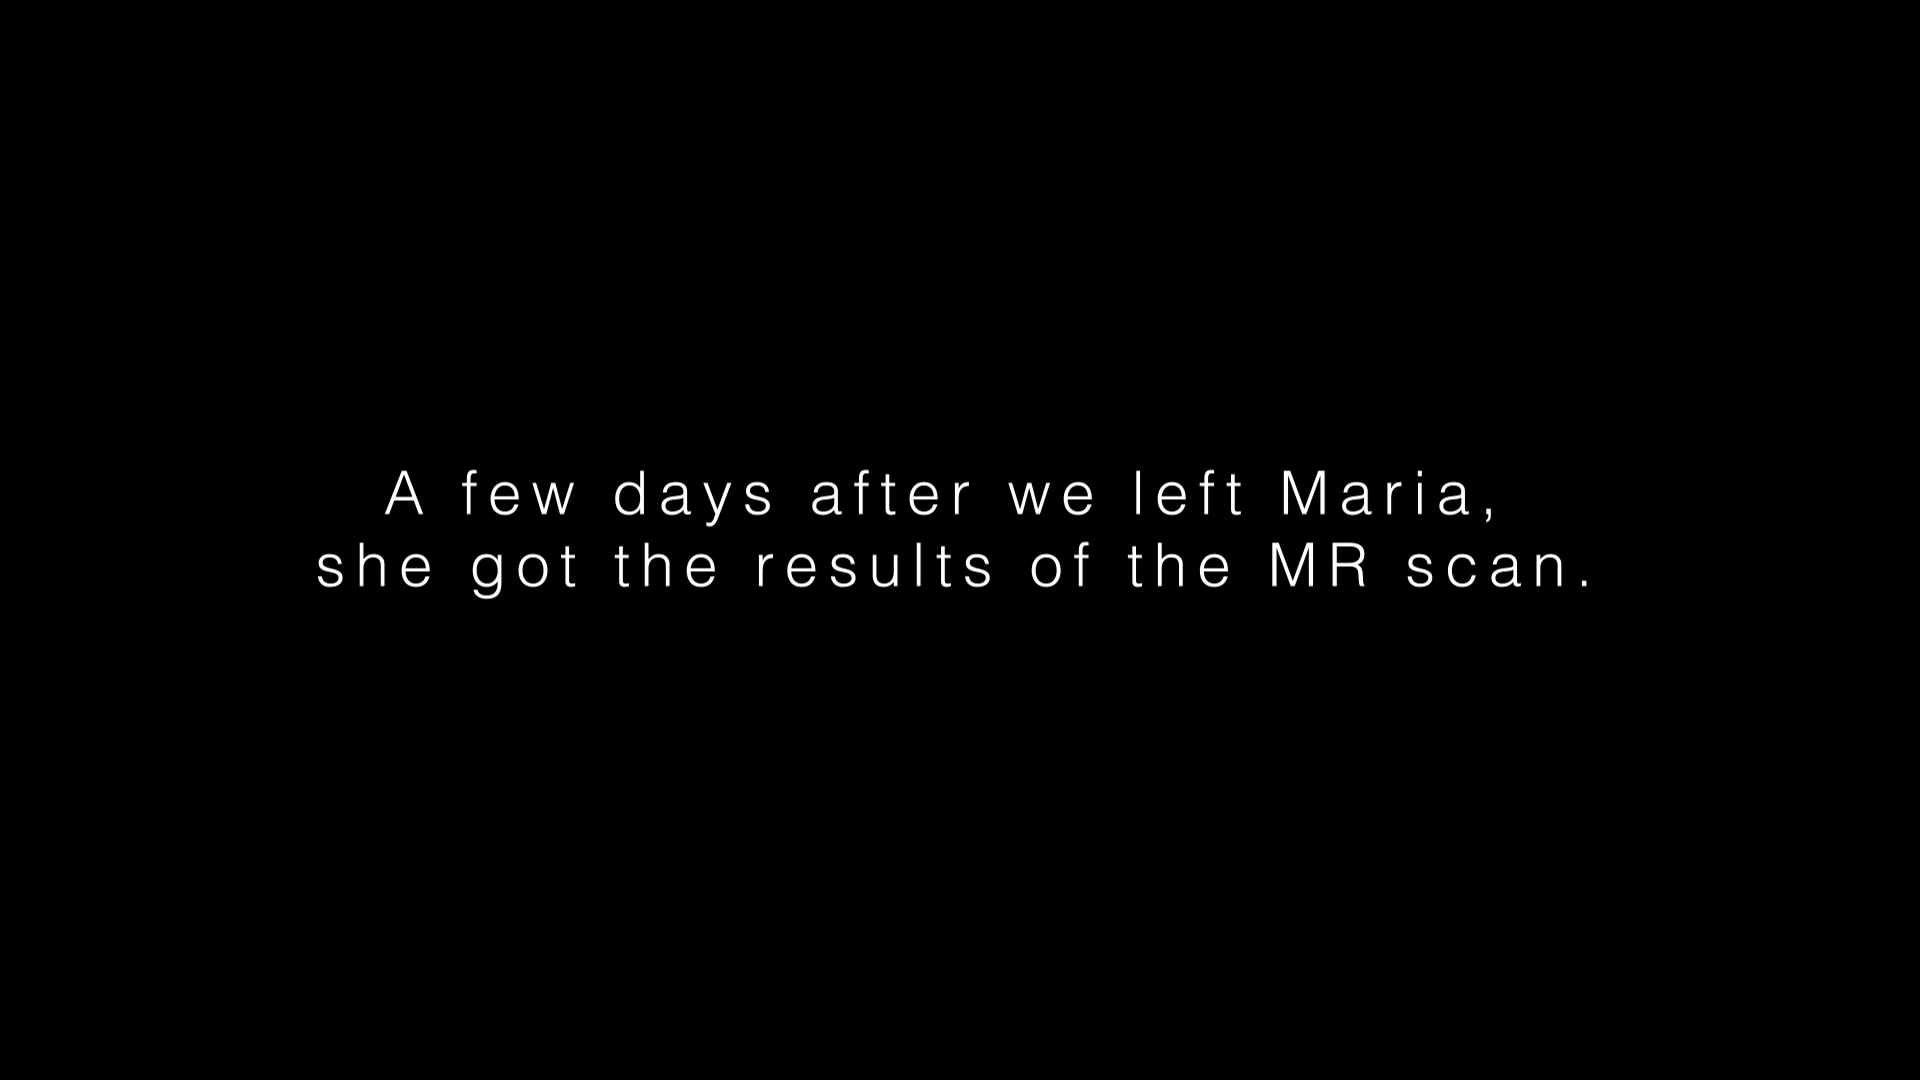 A few days after we left Maria,
she got the results of the MR scan.